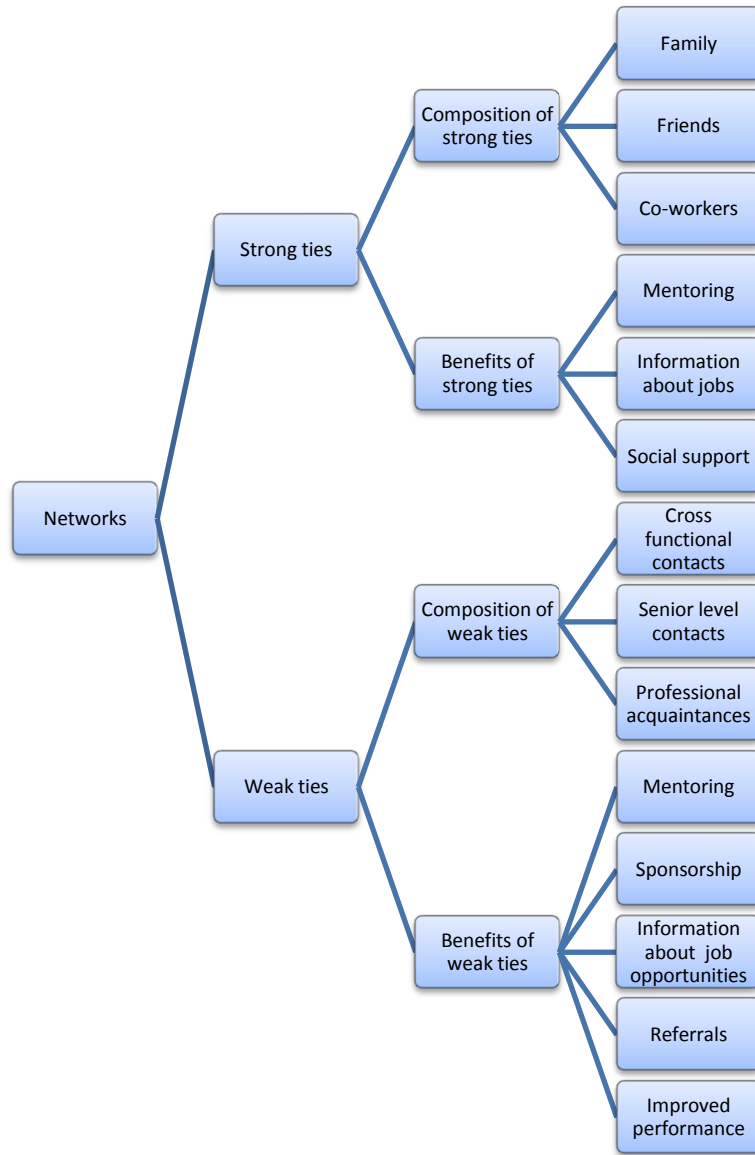 Family
Composition of
strong ties
Friends
Co-workers
Strong ties
Mentoring
Benefits of
strong ties
Information
about jobs
Social support
Networks
Cross
functional
contacts
Composition of
weak ties
Senior level
contacts
Professional
acquaintances
Weak ties
Mentoring
Sponsorship
Benefits of
weak ties
Information
about job
opportunities
Referrals
Improved
performance